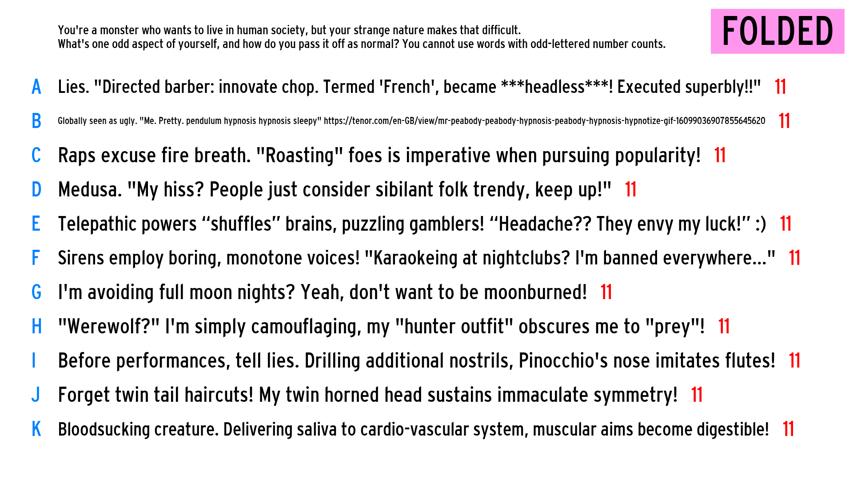 You're a monster who wants to live in human society, but your strange nature makes that difficult.
What's one odd aspect of yourself, and how do you pass it off as normal? You cannot use words with odd-lettered number counts.
FOLDED
A Lies. "Directed barber: innovate chop. Termed 'French', became ***headless***! Executed superbly!!" 11
B Globally seen as ugly. "Me. Pretty. pendulum hypnosis hypnosis sleepy" https://tenor.com/en-GB/view/mr-peabody-peabody-hypnosis-peabody-hypnosis-hypnotize-gif-16099036907855645620 11
C Raps excuse fire breath. "Roasting" foes is imperative when pursuing popularity! 11
D Medusa. "My hiss? People just consider sibilant folk trendy, keep up!" 11
E Telepathic powers “shuffles” brains, puzzling gamblers! “Headache?? They envy my luck!” :) 11
F Sirens employ boring, monotone voices! "Karaokeing at nightclubs? I'm banned everywhere..." 11
G I'm avoiding full moon nights? Yeah, don't want to be moonburned! 11
H "Werewolf?" I'm simply camouflaging, my "hunter outfit" obscures me to "prey"! 11
I Before performances, tell lies. Drilling additional nostrils, Pinocchio's nose imitates flutes! 11
J Forget twin tail haircuts! My twin horned head sustains immaculate symmetry! 11
K Bloodsucking creature. Delivering saliva to cardio-vascular system, muscular aims become digestible! 11